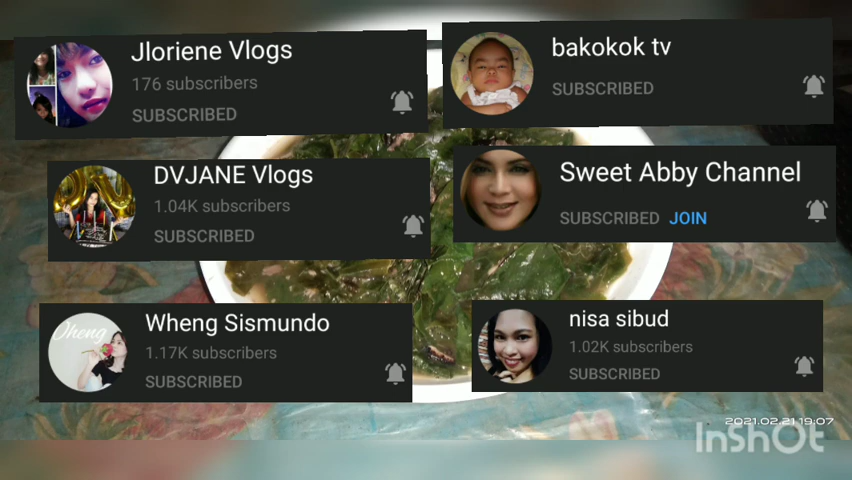 Jloriene Vlogs
176 subscribers
SUBSCRIBED
bakokok tv
SUBSCRIBED
DVJANE Vlogs
1.04K subscribers
SUBSCRIBED
Sweet Abby Channel
SUBSCRIBED JOIN
Oheng
Wheng Sismundo
1.17K subscribers
SUBSCRIBED
nisa sibud
1.02K subscribers
SUBSCRIBED
2021.02.21 19:07
InShOt